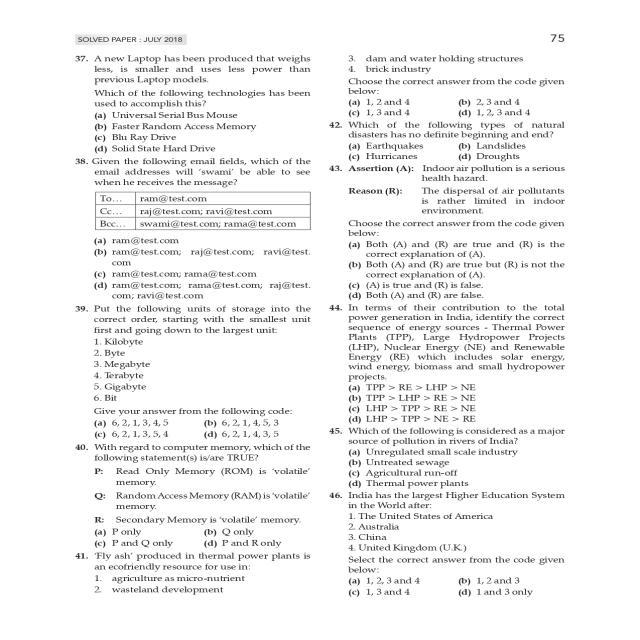 SOLVED PAPER : JULY 2018
75
37. A new Laptop has been produced that weighs
less, is smaller and uses less power than
previous Laptop models.
Which of the following technologies has been
used to accomplish this?
(a) Universal Serial Bus Mouse
(b) Faster Random Access Memory
(c) Blu Ray Drive
(d) Solid State Hard Drive
38. Given the following email fields, which of the
email addresses will 'swami' be able to see
when he receives the message?
To... ram@test.com
Cc... raj@test.com; ravi@test.com
Bcc... swami@test.com; rama@test.com
(a) ram@test.com
(b) ram@test.com; raj@test.com; ravi@test.
com
(c) ram@test.com; rama@test.com
(d) ram@test.com; rama@test.com; raj@test.
com; ravi@test.com
39. Put the following units of storage into the
correct order, starting with the smallest unit
first and going down to the largest unit:
1. Kilobyte
2. Byte
3. Megabyte
4. Terabyte
5. Gigabyte
6. Bit
Give your answer from the following code:
(a) 6, 2, 1, 3, 4, 5 (b) 6, 2, 1, 4, 5, 3
(c) 6, 2, 1, 3, 5, 4 (d) 6, 2, 1, 4, 3, 5
40. With regard to computer memory, which of the
following statement(s) is/are TRUE?
P: Read Only Memory (ROM) is 'volatile'
memory.
Q: Random Access Memory (RAM) is 'volatile'
memory.
R: Secondary Memory is 'volatile' memory.
(a) P only (b) Q only
(c) P and Q only (d) P and R only
41. 'Fly ash' produced in thermal power plants is
an ecofriendly resource for use in:
1. agriculture as micro-nutrient
2. wasteland development
3. dam and water holding structures
4. brick industry
Choose the correct answer from the code given
below:
(a) 1, 2 and 4 (b) 2, 3 and 4
(c) 1, 3 and 4 (d) 1, 2, 3 and 4
42. Which of the following types of natural
disasters has no definite beginning and end?
(a) Earthquakes (b) Landslides
(c) Hurricanes (d) Droughts
43. Assertion (A): Indoor air pollution is a serious
health hazard.
Reason (R): The dispersal of air pollutants
is rather limited in indoor
environment.
Choose the correct answer from the code given
below:
(a) Both (A) and (R) are true and (R) is the
correct explanation of (A).
(b) Both (A) and (R) are true but (R) is not the
correct explanation of (A).
(c) (A) is true and (R) is false.
(d) Both (A) and (R) are false.
44. In terms of their contribution to the total
power generation in India, identify the correct
sequence of energy sources - Thermal Power
Plants (TPP), Large Hydropower Projects
(LHP), Nuclear Energy (NE) and Renewable
Energy (RE) which includes solar energy,
wind energy, biomass and small hydropower
projects.
(a) TPP > RE > LHP > NE
(b) TPP > LHP > RE > NE
(c) LHP > TPP > RE > NE
(d) LHP > TPP > NE > RE
45. Which of the following is considered as a major
source of pollution in rivers of India?
(a) Unregulated small scale industry
(b) Untreated sewage
(c) Agricultural run-off
(d) Thermal power plants
46. India has the largest Higher Education System
in the World after:
1. The United States of America
2. Australia
3. China
4. United Kingdom (U.K.)
Select the correct answer from the code given
below:
(a) 1, 2, 3 and 4 (b) 1, 2 and 3
(c) 1, 3 and 4 (d) 1 and 3 only